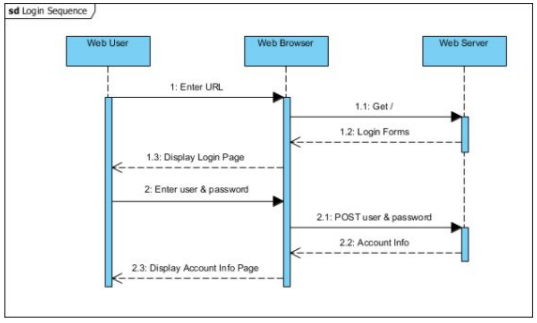 sd Login Sequence
Web User
Web Browser
Web Server
1: Enter URL
1.1: Get /
1.2: Login Forms
1.3: Display Login Page
2: Enter user & password
2.1: POST user & password
2.2: Account Info
2.3: Display Account Info Page